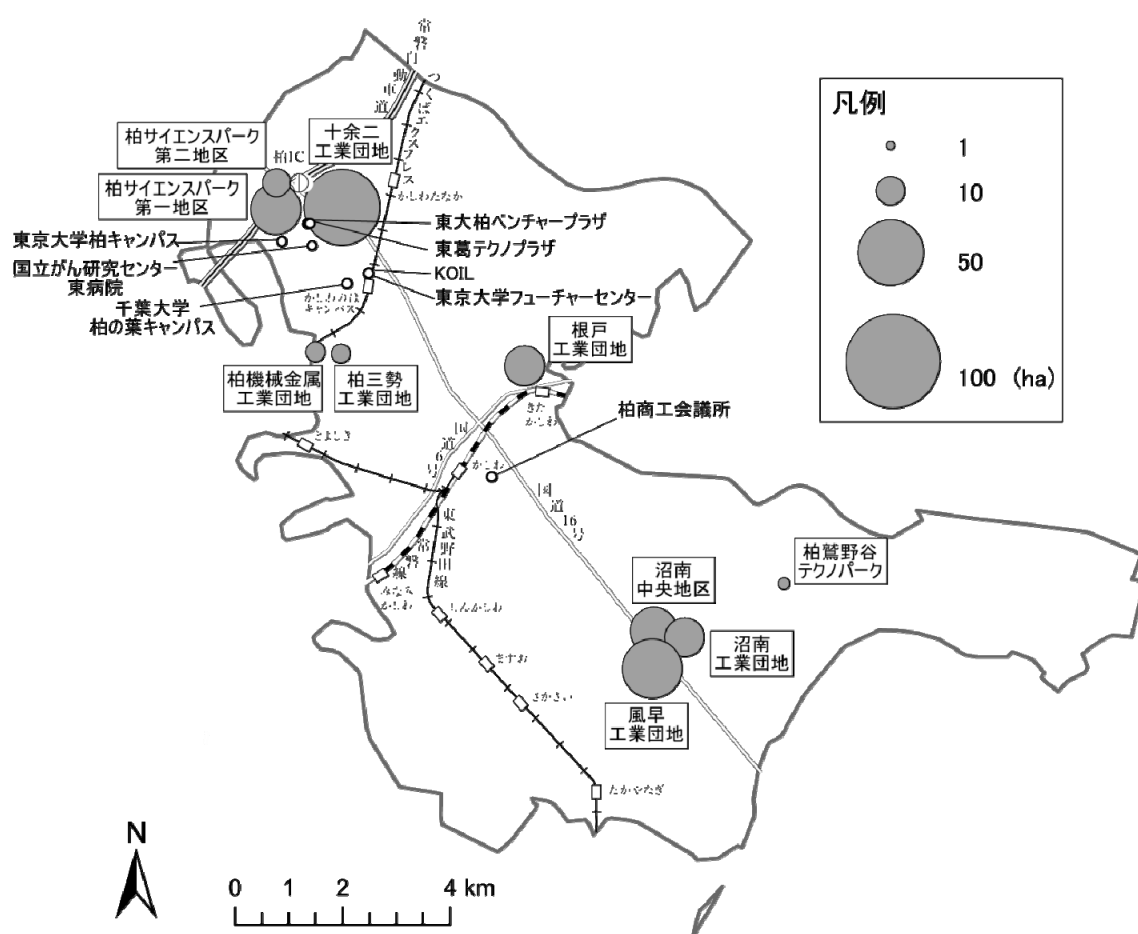 常磐自動車道
つくばエクスプレス
柏サイエンスパーク
第二地区
柏IC
十余二
工業団地
柏サイエンスパーク
第一地区
かしわたなか
東京大学柏キャンパス
東大柏ベンチャープラザ
国立がん研究センター
東病院
東葛テクノプラザ
KOIL
千葉大学
柏の葉キャンパス
かしわのは
キャンパス
東京大学フューチャーセンター
柏機械金属
工業団地
柏三勢
工業団地
根戸
工業団地
きた
かしわ
柏商工会議所
とよしき
国道6号
かしわ
国道16号
東武野田線
常磐線
みなみ
かしわ
しんかしわ
ますお
さかさい
たかやなぎ
沼南
中央地区
柏鷲野谷
テクノパーク
沼南
工業団地
風早
工業団地
凡例
1
10
50
100 (ha)
N
0 1 2 4 km